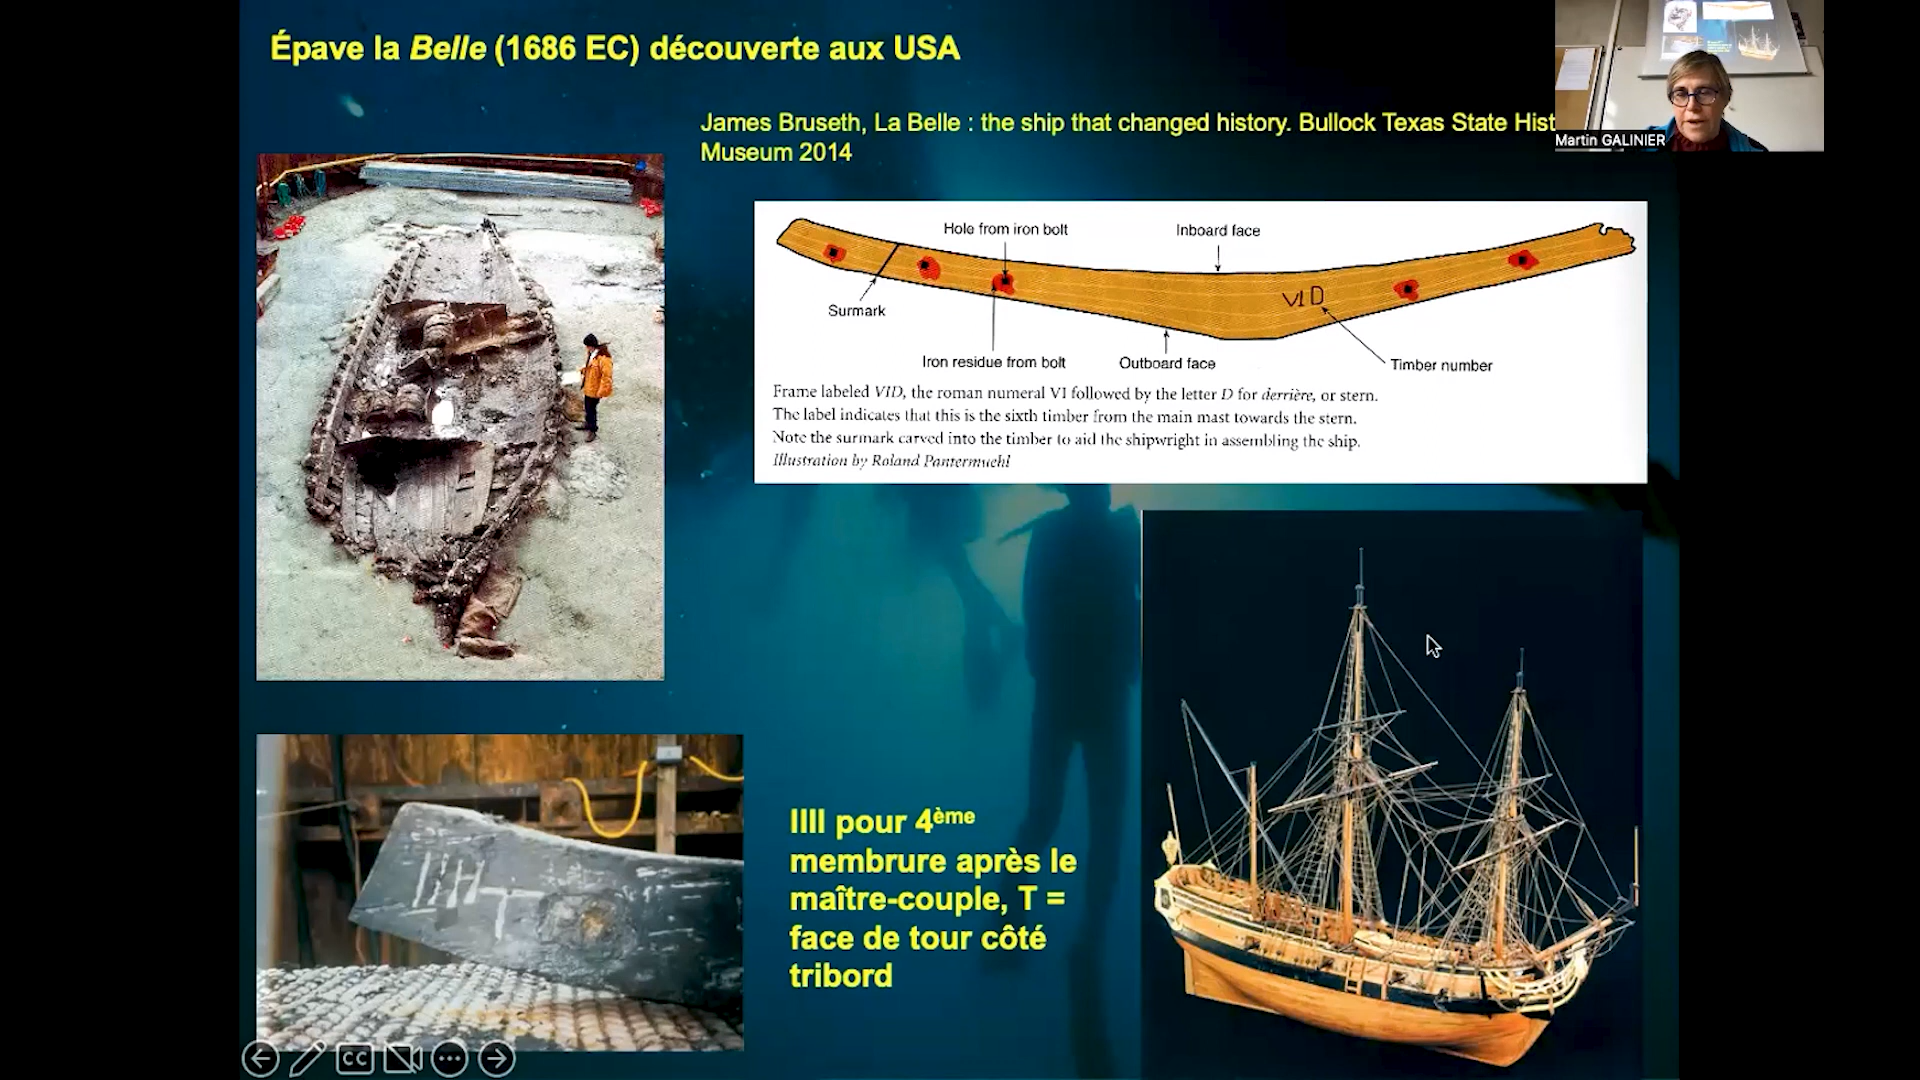 Épave la Belle (1686 EC) découverte aux USA
James Bruseth, La Belle : the ship that changed history. Bullock Texas State Hist
Museum 2014
Martin GALINIER
Hole from iron bolt
Inboard face
Surmark
VID
Iron residue from bolt
Outboard face
Timber number
Frame labeled VID, the roman numeral VI followed by the letter D for derrière, or stern.
The label indicates that this is the sixth timber from the main mast towards the stern.
Note the surmark carved into the timber to aid the shipwright in assembling the ship.
Illustration by Roland Pantermuehl
IIII pour 4ème
membrure après le
maître-couple, T =
face de tour côté
tribord
IIII T
CC